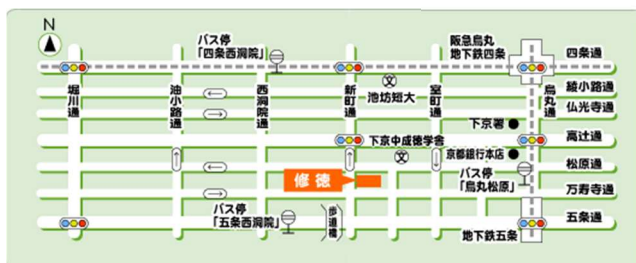 N
バス停
「四条西洞院」
阪急烏丸
地下鉄四条
四条通
堀川通
油小路通
西洞院通
新町通
池坊短大
室町通
烏丸通
綾小路通
仏光寺通
下京署
下京中成徳学舎
高辻通
京都銀行本店
松原通
修徳
バス停
「烏丸松原」
万寿寺通
バス停
「五条西洞院」
歩道橋
五条通
地下鉄五条